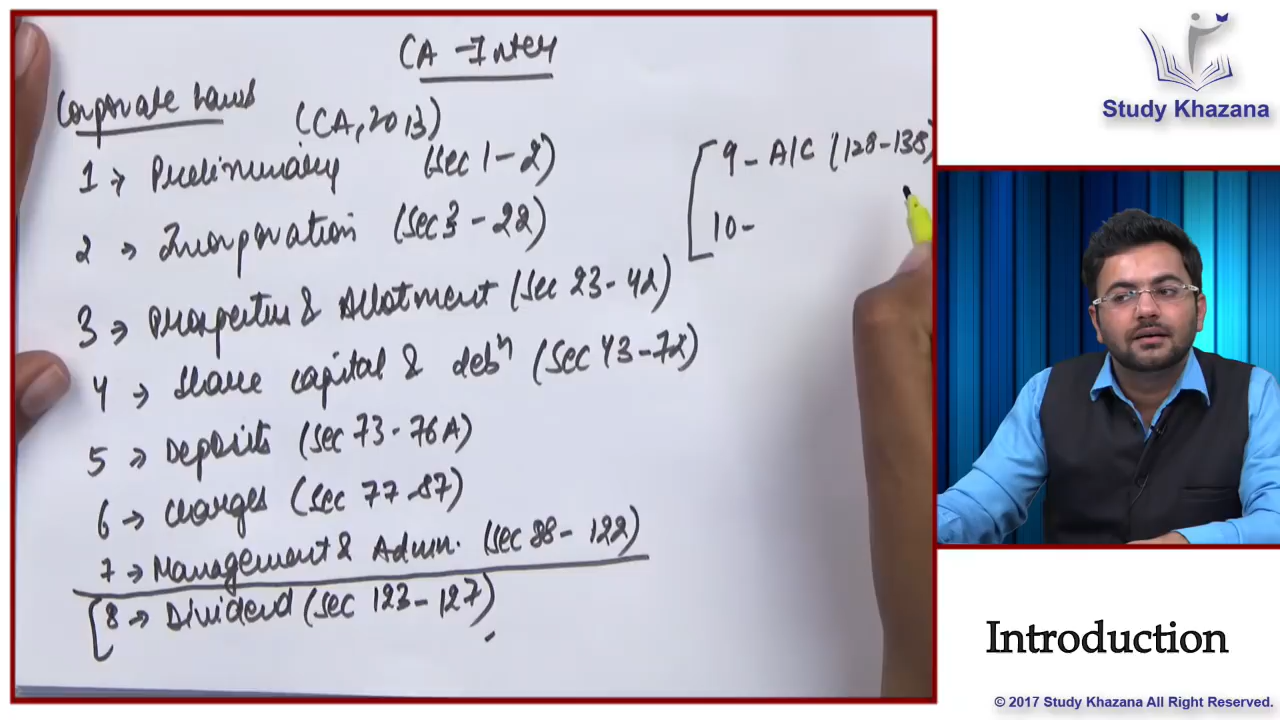 CA - Inter
Corporate Laws
(CA, 2013)
1 → Preliminary (Sec 1 - 2)
2 → Incorporation (Sec 3 - 22)
3 → Prospectus & Allotment (Sec 23 - 42)
4 → Share capital & debⁿ (Sec 43 - 72)
5 → Deposits (Sec 73 - 76A)
6 → Charges (Sec 77 - 87)
7 → Management & Admn. (Sec 88 - 122)
8 → Dividend (Sec 123 - 127)
9 - A/C (128 - 138)
10 -
Study Khazana
Introduction
© 2017 Study Khazana All Right Reserved.